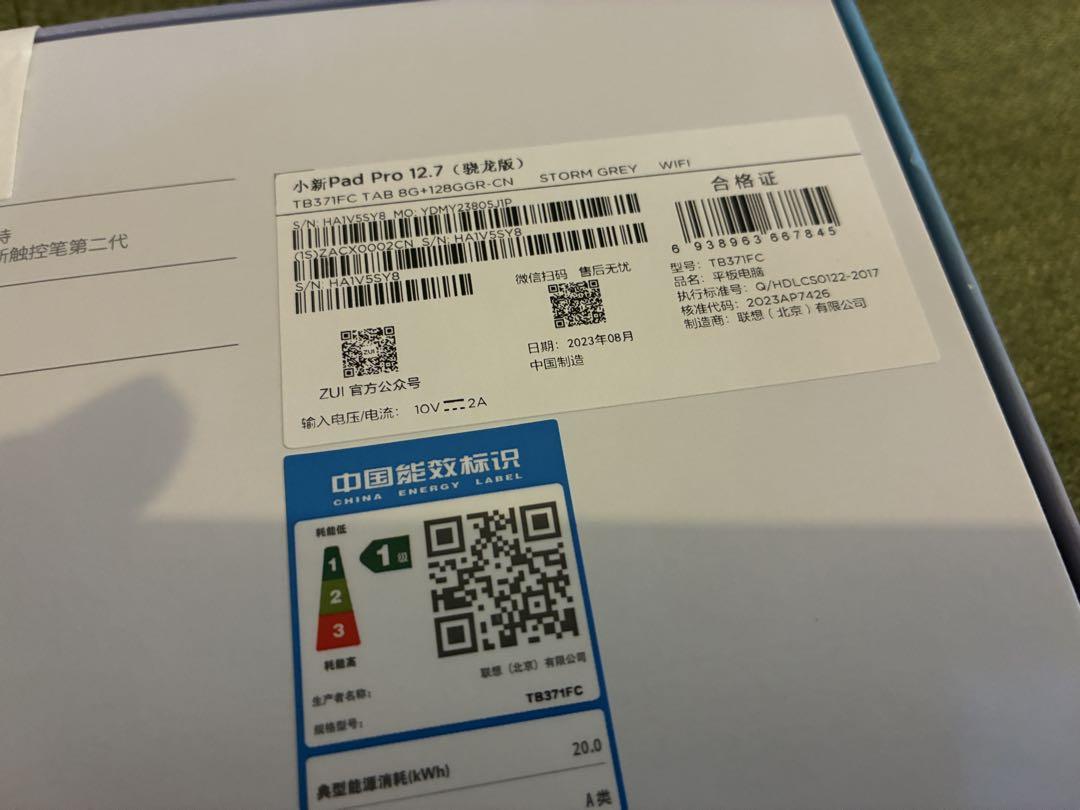 新触控笔第二代
小新Pad Pro 12.7（骁龙版）
TB371FC TAB 8G+128GGR-CN STORM GREY WIFI
S/N: HA1V5SY8 MO: YDMY23805J1P
(1S)ZACX0002CN S/N: HA1V5SY8
S/N: HA1V5SY8
微信扫码 售后无忧
ZUI
ZUI 官方公众号
日期：2023年08月
中国制造
输入电压/电流： 10V 2A
合格证
6 938963 667845
型号：TB371FC
品名：平板电脑
执行标准号：Q/HDLCS0122-2017
核准代码：2023AP7426
制造商：联想（北京）有限公司
中国能效标识
CHINA ENERGY LABEL
耗能低
1
2
3
耗能高
1级
联想（北京）有限公司
生产者名称：
TB371FC
规格型号：
典型能源消耗(kWh) 20.0
A类